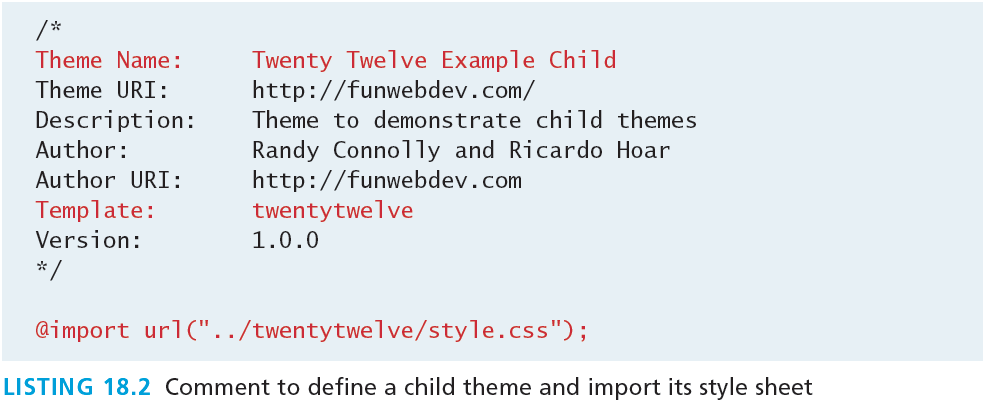 /*
Theme Name: Twenty Twelve Example Child
Theme URI: http://funwebdev.com/
Description: Theme to demonstrate child themes
Author: Randy Connolly and Ricardo Hoar
Author URI: http://funwebdev.com
Template: twentytwelve
Version: 1.0.0
*/
@import url("../twentytwelve/style.css");
LISTING 18.2 Comment to define a child theme and import its style sheet